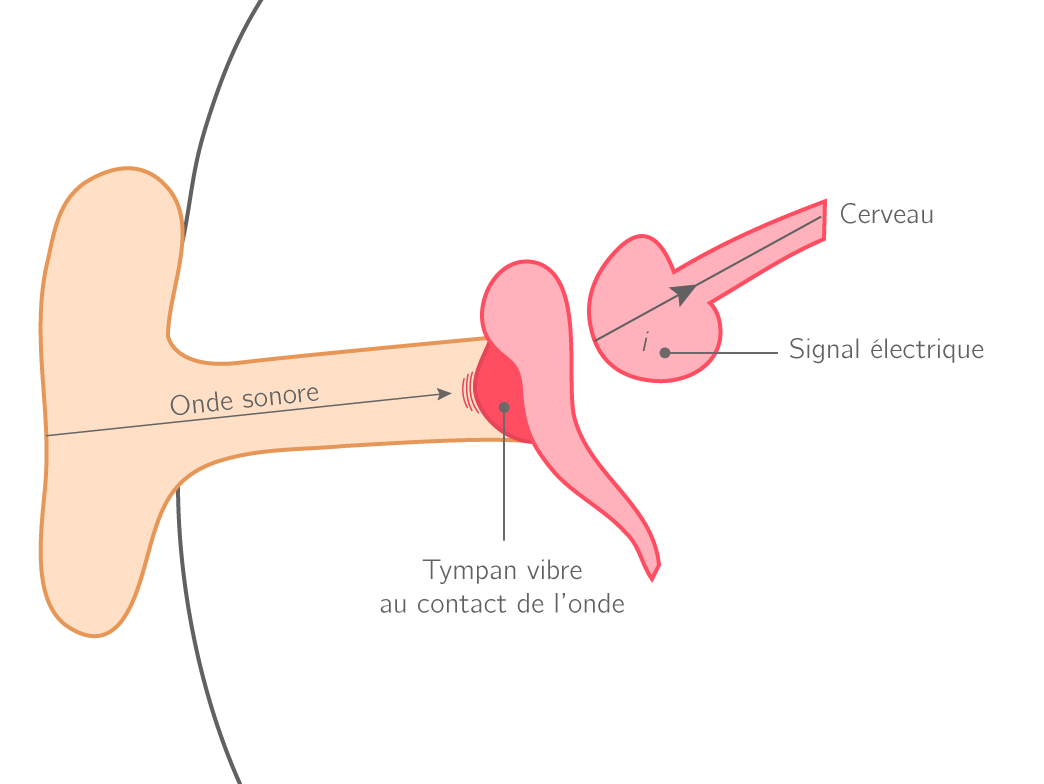 Cerveau
i
Signal électrique
Onde sonore
Tympan vibre
au contact de l'onde